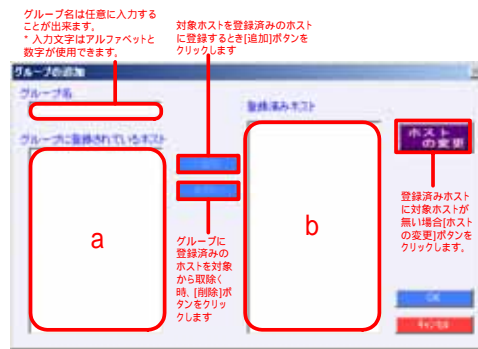 グループ名は任意に入力する
ことが出来ます。
* 入力文字はアルファベットと
数字が使用できます。
対象ホストを登録済みのホスト
に登録するとき[追加]ボタンを
クリックします
グループの追加
グループ名
登録済みホスト
グループに登録されているホスト
ホスト
の変更
a
b
登録済みホスト
に対象ホストが
無い場合[ホスト
の変更]ボタンを
クリックします。
グループに
登録済みの
ホストを対象
から取除く
時、[削除]ボ
タンをクリッ
クします
OK
キャンセル